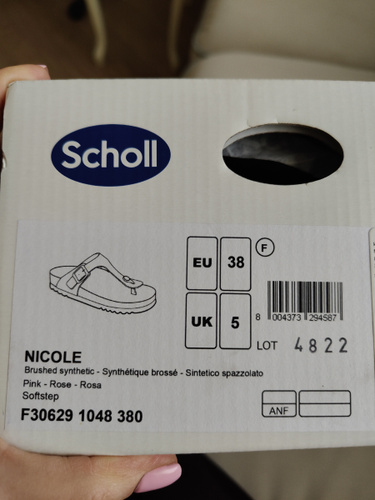 Scholl
EU 38 F
UK 5
8 004373 294587
LOT 4822
NICOLE
Brushed synthetic - Synthétique brossé - Sintetico spazzolato
Pink - Rose - Rosa
Softstep
F30629 1048 380
ANF